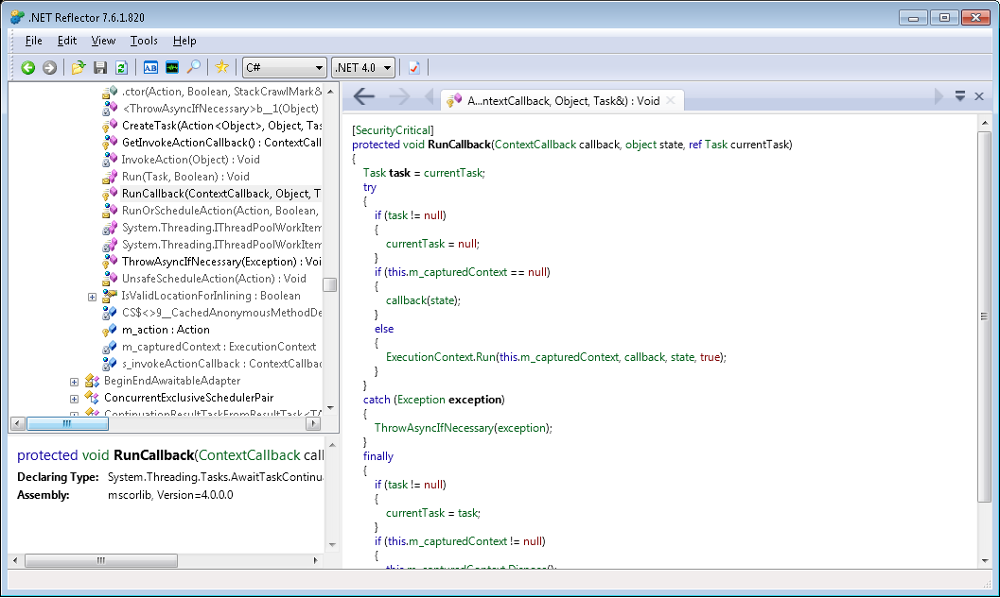 .NET Reflector 7.6.1.820
File Edit View Tools Help
C# .NET 4.0
.ctor(Action, Boolean, StackCrawlMark&
<ThrowAsyncIfNecessary>b__1(Object)
CreateTask(Action<Object>, Object, Tas
GetInvokeActionCallback() : ContextCall
InvokeAction(Object) : Void
Run(Task, Boolean) : Void
RunCallback(ContextCallback, Object, T
RunOrScheduleAction(Action, Boolean,
System.Threading.IThreadPoolWorkItem
System.Threading.IThreadPoolWorkItem
ThrowAsyncIfNecessary(Exception) : Voi
UnsafeScheduleAction(Action) : Void
IsValidLocationForInlining : Boolean
CS$<>9__CachedAnonymousMethodDe
m_action : Action
m_capturedContext : ExecutionContext
s_invokeActionCallback : ContextCallbac
BeginEndAwaitableAdapter
ConcurrentExclusiveSchedulerPair
ContinuationResultTaskFromResultTask<TA
protected void RunCallback(ContextCallback call
Declaring Type: System.Threading.Tasks.AwaitTaskContinua
Assembly: mscorlib, Version=4.0.0.0
A...ntextCallback, Object, Task&) : Void
[SecurityCritical]
protected void RunCallback(ContextCallback callback, object state, ref Task currentTask)
{
Task task = currentTask;
try
{
if (task != null)
{
currentTask = null;
}
if (this.m_capturedContext == null)
{
callback(state);
}
else
{
ExecutionContext.Run(this.m_capturedContext, callback, state, true);
}
}
catch (Exception exception)
{
ThrowAsyncIfNecessary(exception);
}
finally
{
if (task != null)
{
currentTask = task;
}
if (this.m_capturedContext != null)
{
this.m_capturedContext.Dispose();